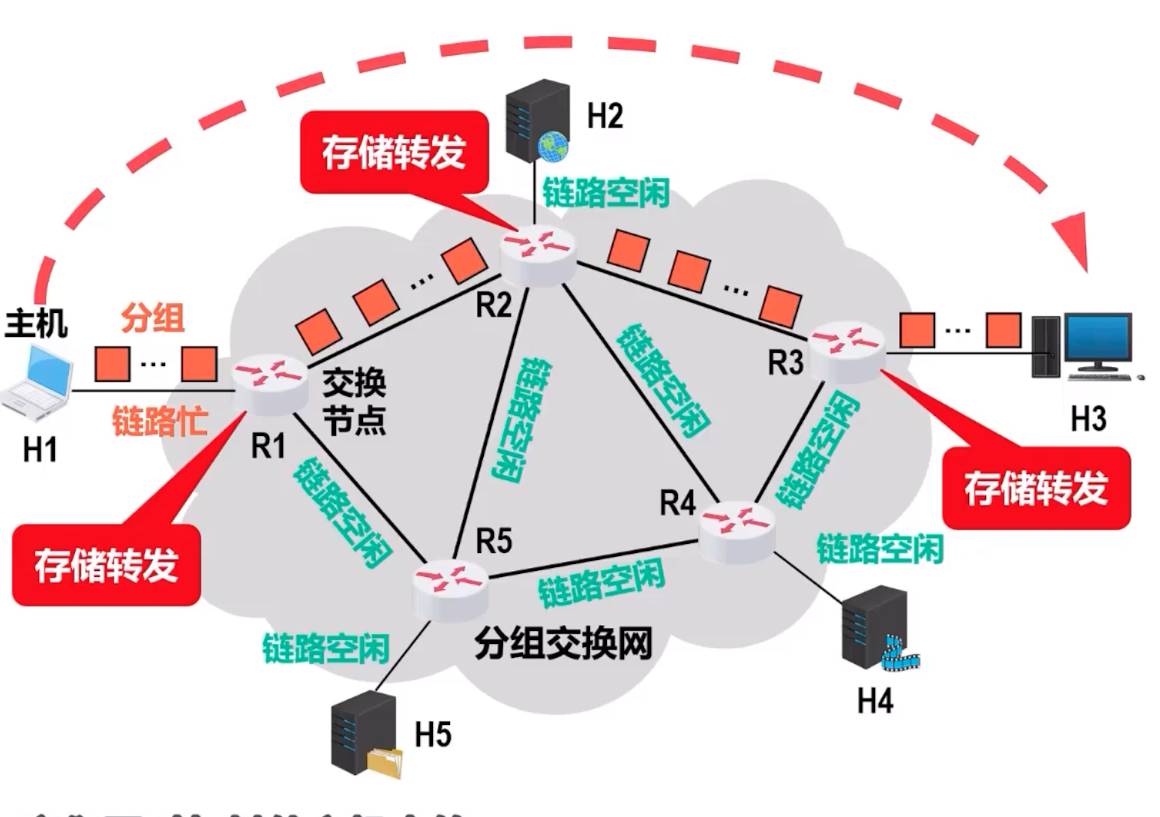 H2
存储转发
链路空闲
R2
主机
分组
链路忙
H1
R1
交换
节点
R3
H3
链路空闲
链路空闲
链路空闲
链路空闲
存储转发
存储转发
R4
R5
链路空闲
链路空闲
链路空闲
分组交换网
H4
H5